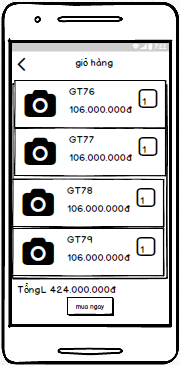 7:22
giỏ hàng
GT76
106.000.000đ
1
GT77
106.000.000đ
1
GT78
106.000.000đ
1
GT79
106.000.000đ
1
TổngL 424.000.000đ
mua ngay